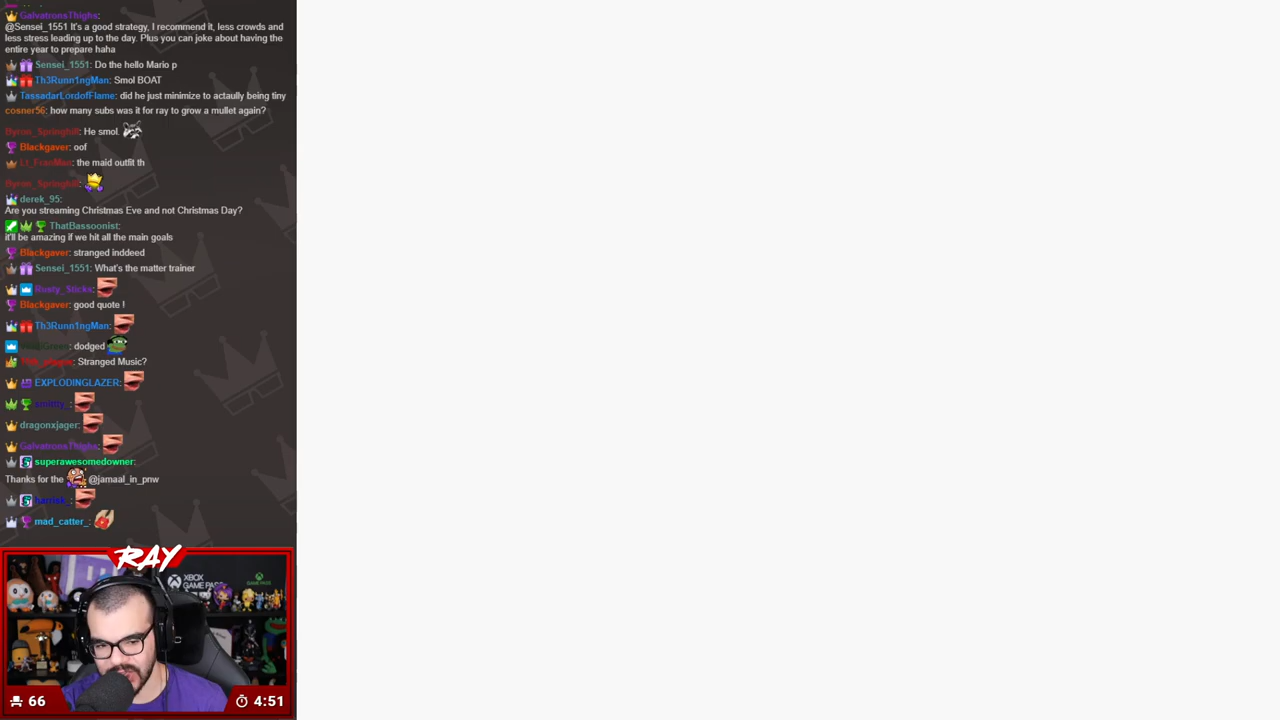 GalvatronsThighs:
@Sensei_1551 It's a good strategy, I recommend it, less crowds and
less stress leading up to the day. Plus you can joke about having the
entire year to prepare haha
Sensei_1551: Do the hello Mario p
Th3Runn1ngMan: Smol BOAT
TassadarLordofFlame: did he just minimize to actaully being tiny
cosner56: how many subs was it for ray to grow a mullet again?
Byron_Springhill: He smol.
Blackgaver: oof
Lt_FranMan: the maid outfit th
Byron_Springhill:
derek_95:
Are you streaming Christmas Eve and not Christmas Day?
ThatBassoonist:
it'll be amazing if we hit all the main goals
Blackgaver: stranged inddeed
Sensei_1551: What's the matter trainer
Rusty_Sticks:
Blackgaver: good quote !
Th3Runn1ngMan:
dodged
Stranged Music?
EXPLODINGLAZER:
dragonxjager:
GalvatronsThighs:
superawesomedowner:
Thanks for the @jamaal_in_pnw
mad_catter_:
RAY
XBOX
GAME PASS
66
4:51